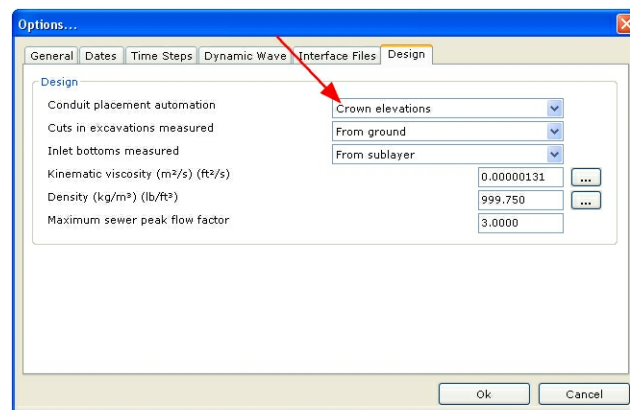 Options...
General Dates Time Steps Dynamic Wave Interface Files Design
Design
Conduit placement automation Crown elevations
Cuts in excavations measured From ground
Inlet bottoms measured From sublayer
Kinematic viscosity (m²/s) (ft²/s) 0.00000131 ...
Density (kg/m³) (lb/ft³) 999.750 ...
Maximum sewer peak flow factor 3.0000
Ok Cancel